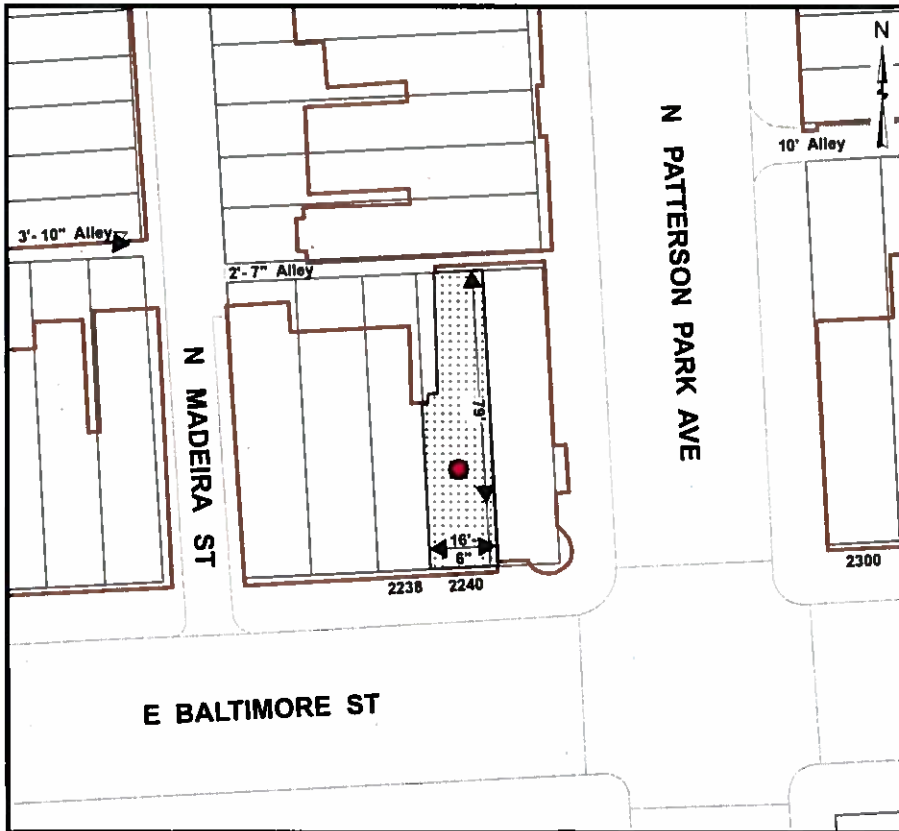 N
N PATTERSON PARK AVE
10' Alley
3'- 10" Alley
2'- 7" Alley
N MADEIRA ST
79'
16'-
6"
2238 2240
2300
E BALTIMORE ST